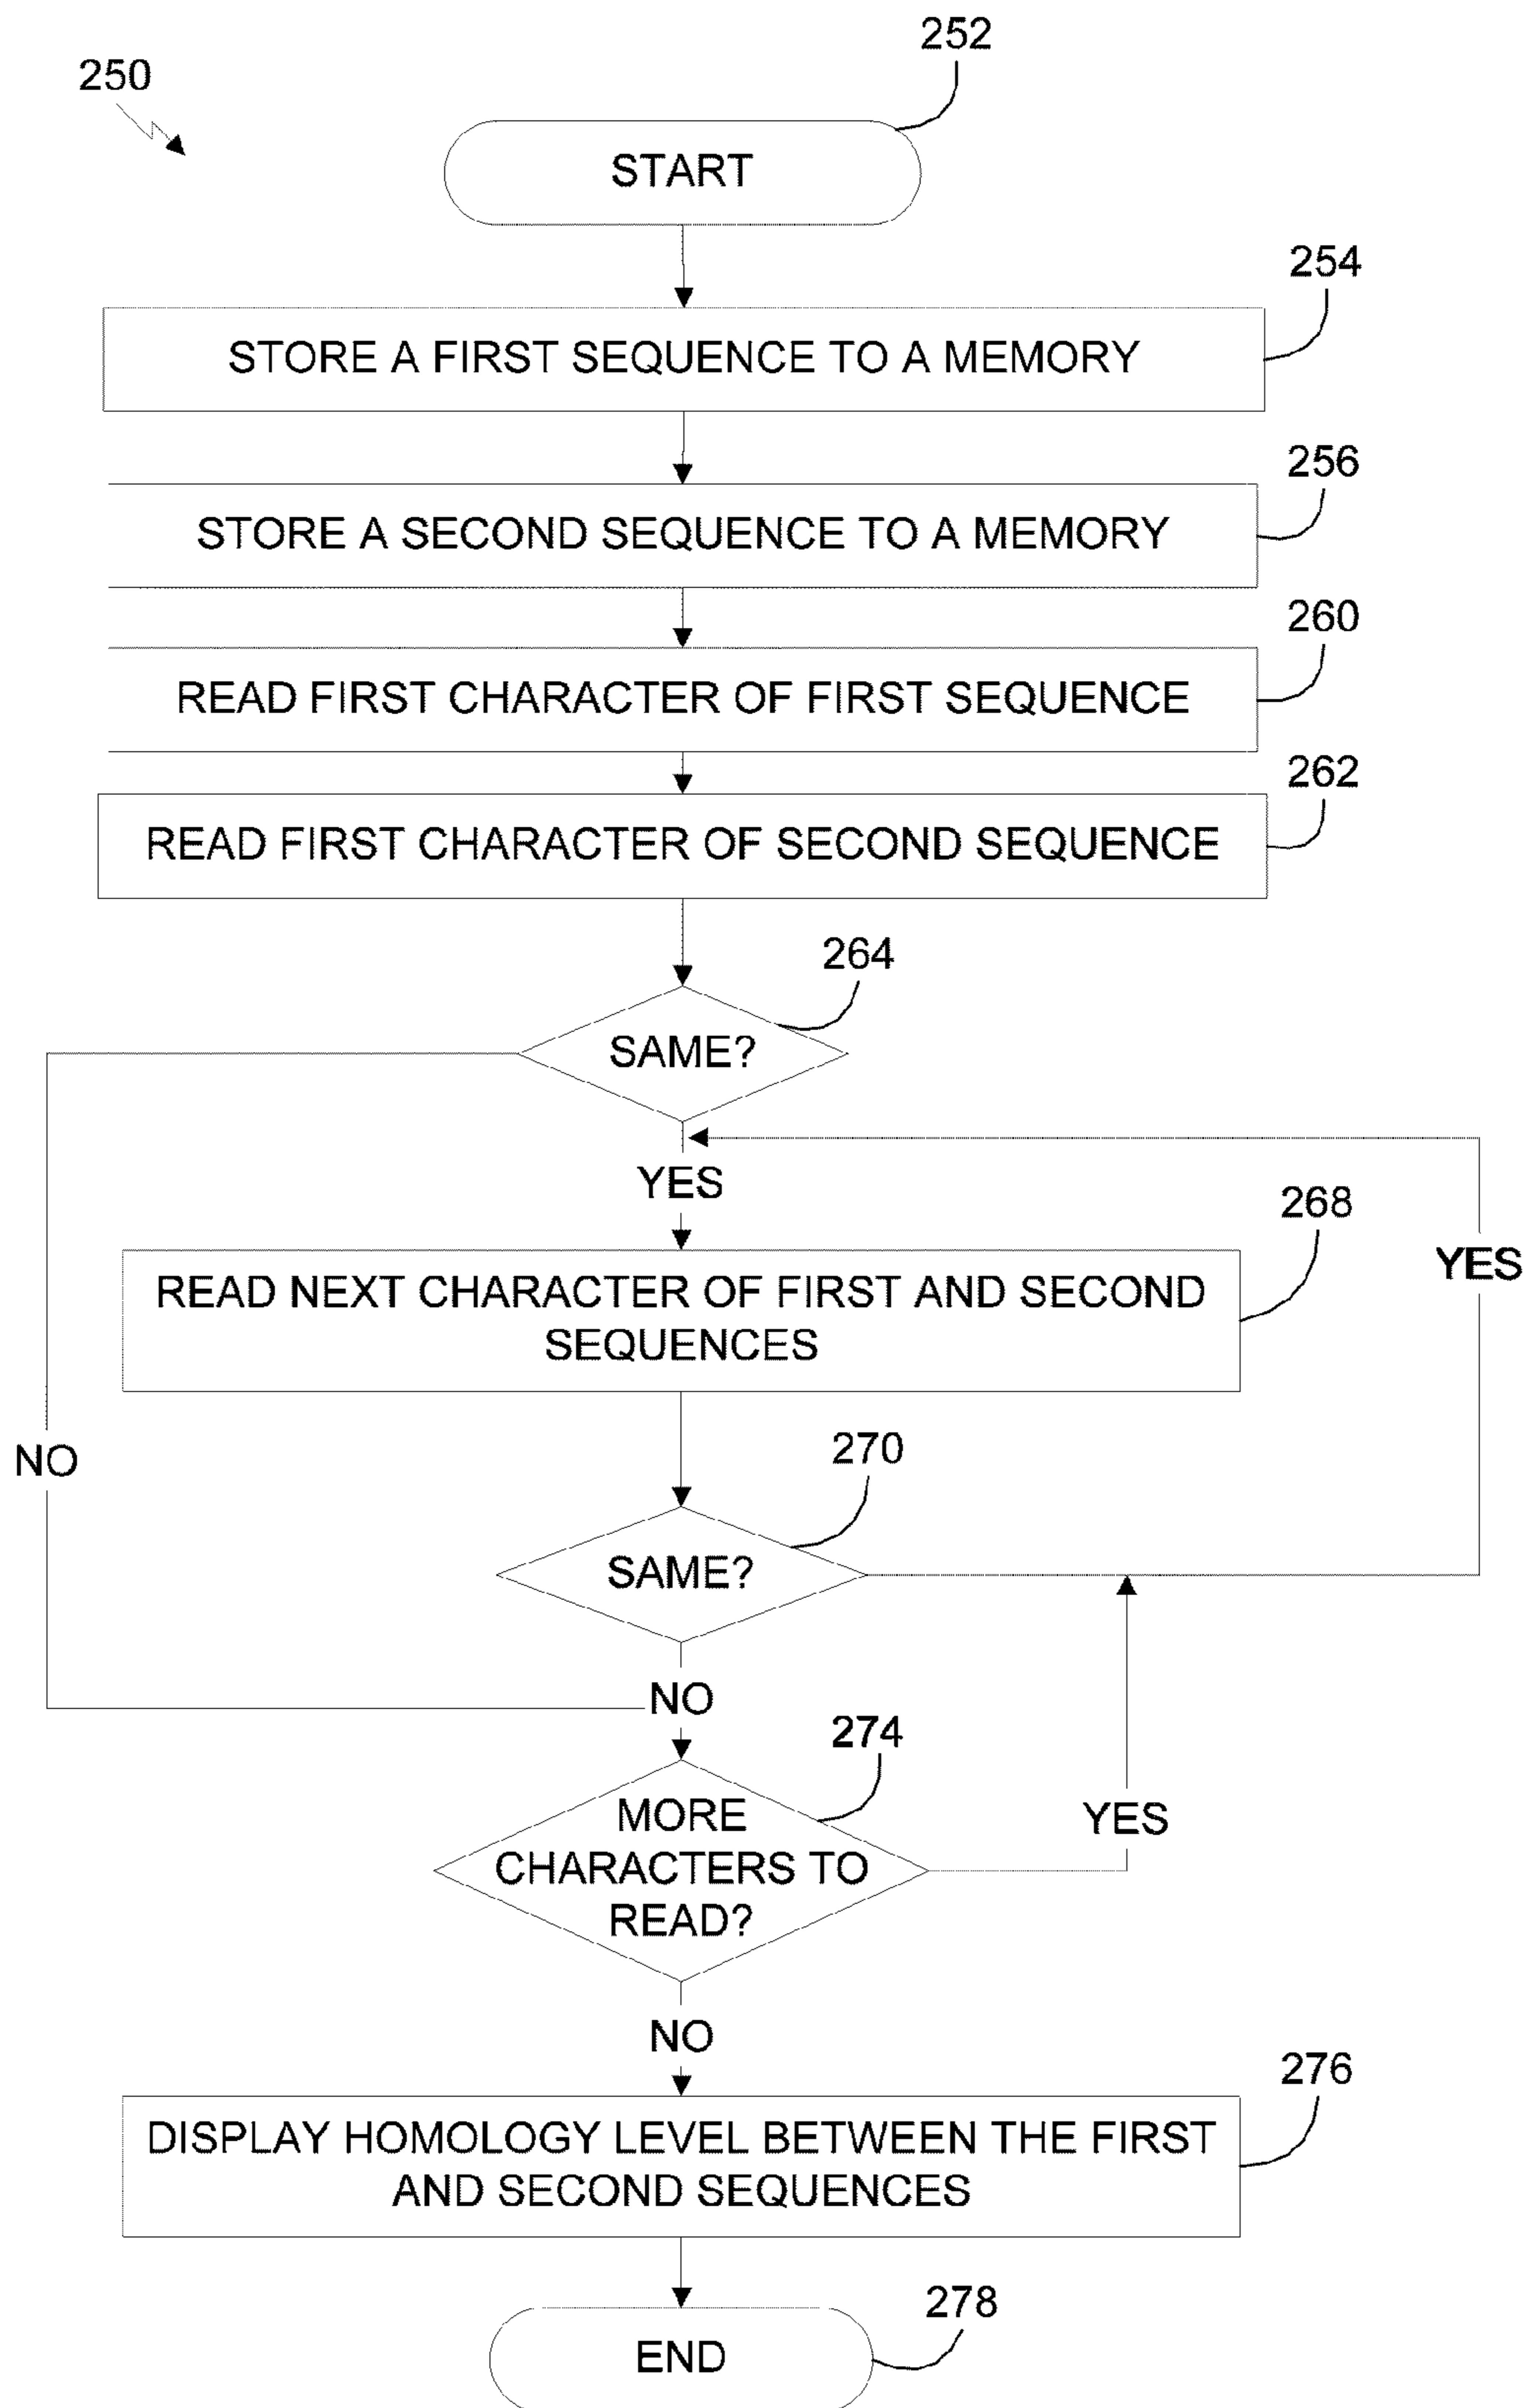 252
250
START
254
STORE A FIRST SEQUENCE TO A MEMORY
256
STORE A SECOND SEQUENCE TO A MEMORY
260
READ FIRST CHARACTER OF FIRST SEQUENCE
262
READ FIRST CHARACTER OF SECOND SEQUENCE
264
SAME?
YES
268
YES
READ NEXT CHARACTER OF FIRST AND SECOND
SEQUENCES
NO
270
SAME?
NO
274
MORE
CHARACTERS TO
READ?
YES
NO
276
DISPLAY HOMOLOGY LEVEL BETWEEN THE FIRST
AND SECOND SEQUENCES
278
END